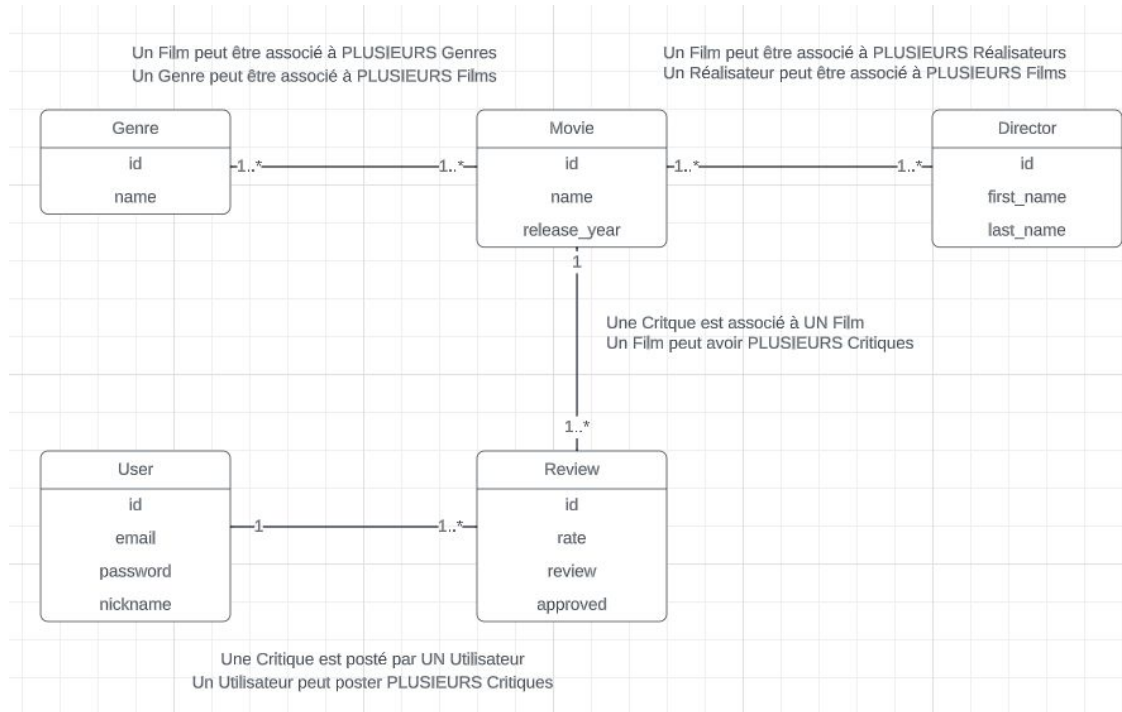 Un Film peut être associé à PLUSIEURS Genres
Un Genre peut être associé à PLUSIEURS Films
Un Film peut être associé à PLUSIEURS Réalisateurs
Un Réalisateur peut être associé à PLUSIEURS Films
Genre
id
name
1..*
1..*
Movie
id
name
release_year
1..*
1..*
Director
id
first_name
last_name
1
Une Critque est associé à UN Film
Un Film peut avoir PLUSIEURS Critiques
1..*
User
id
email
password
nickname
1
1..*
Review
id
rate
review
approved
Une Critique est posté par UN Utilisateur
Un Utilisateur peut poster PLUSIEURS Critiques